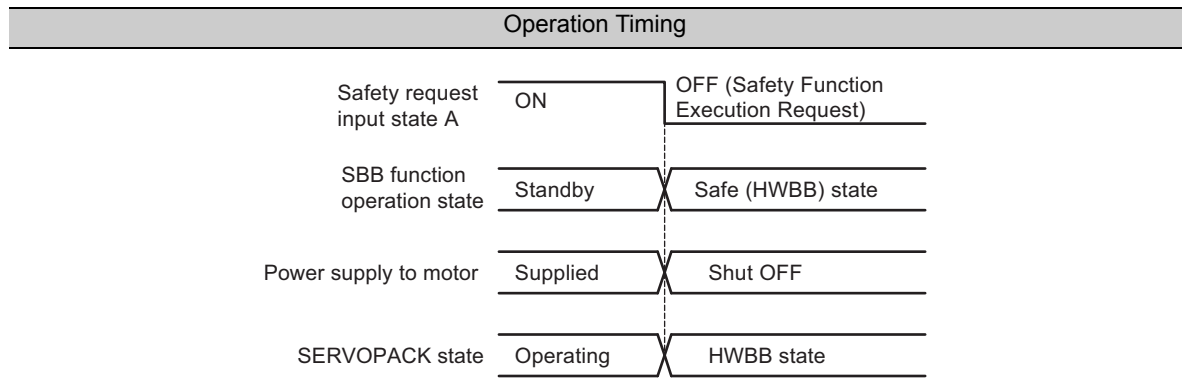 Operation Timing
Safety request
input state A
ON
OFF (Safety Function
Execution Request)
SBB function
operation state
Standby
Safe (HWBB) state
Power supply to motor
Supplied
Shut OFF
SERVOPACK state
Operating
HWBB state